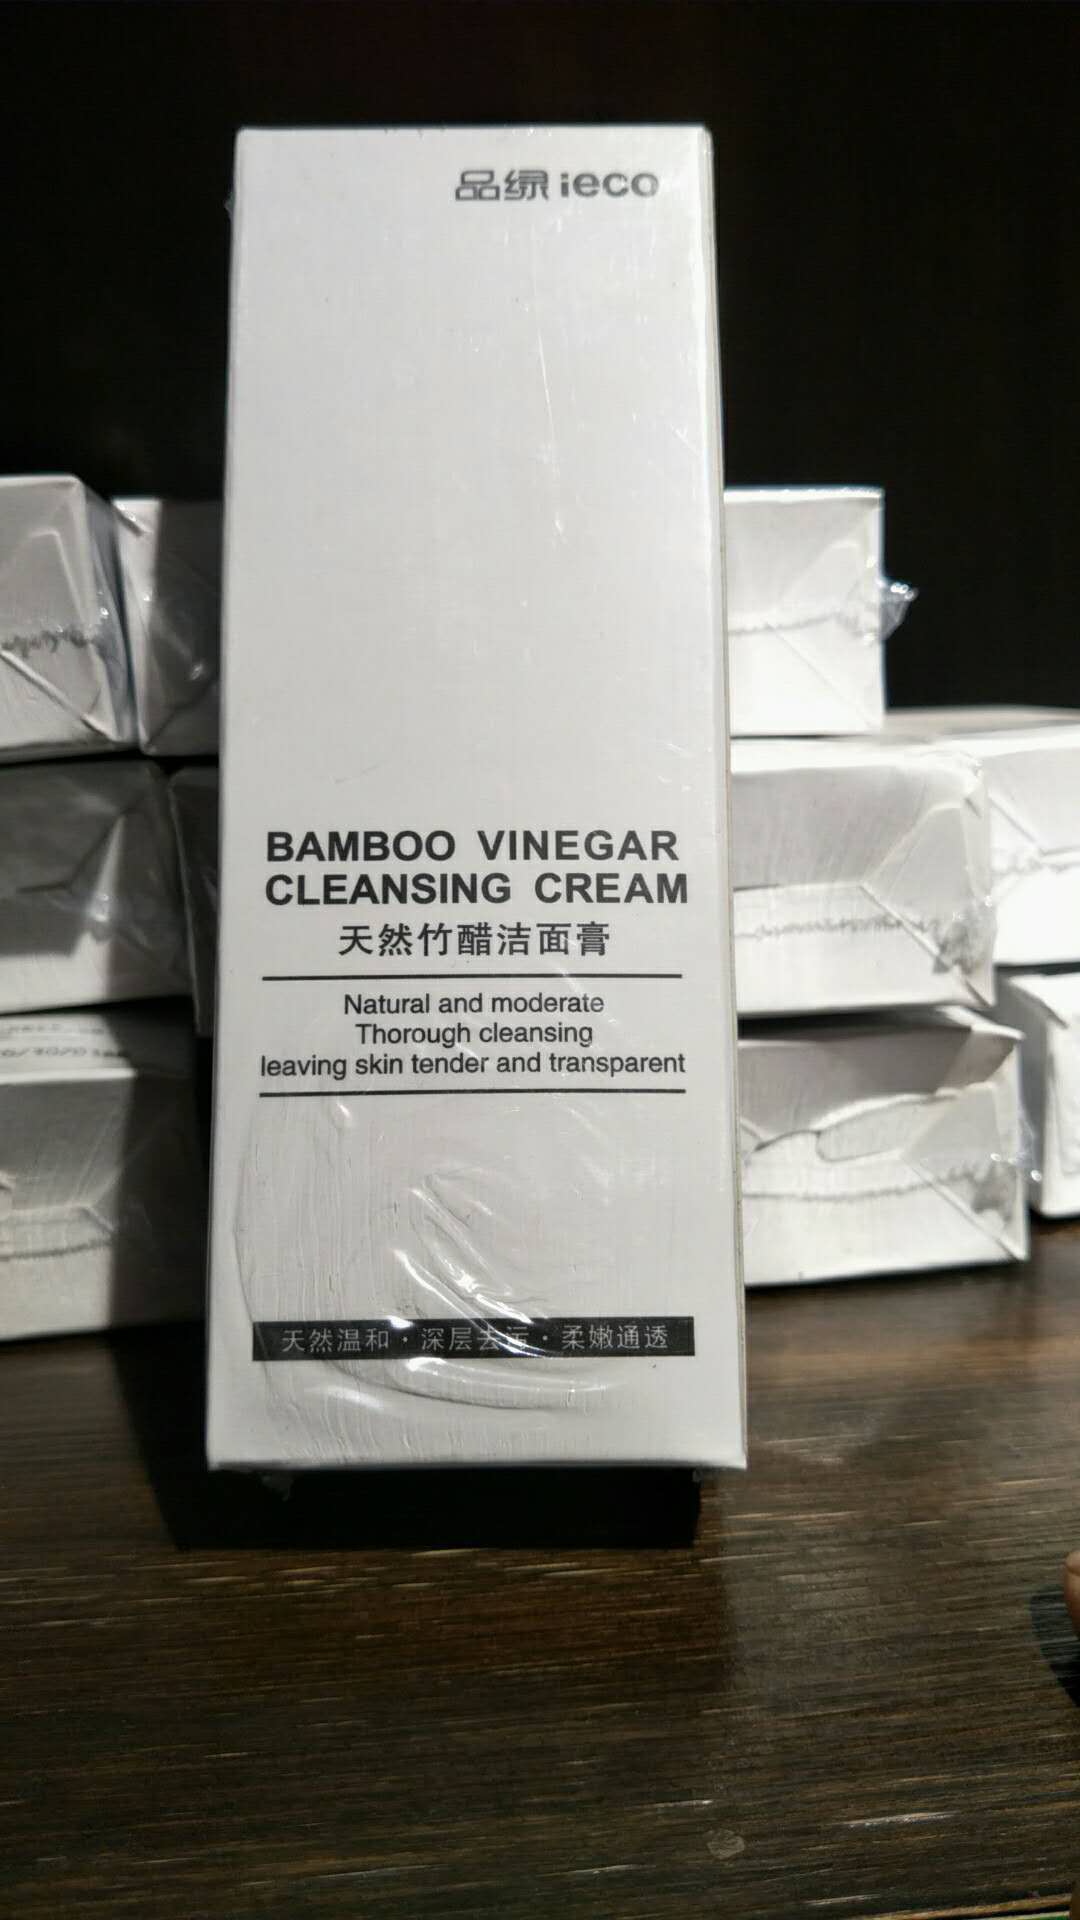 品绿 ieco
BAMBOO VINEGAR
CLEANSING CREAM
天然竹醋洁面膏
Natural and moderate
Thorough cleansing
leaving skin tender and transparent
天然温和·深层去污·柔嫩通透